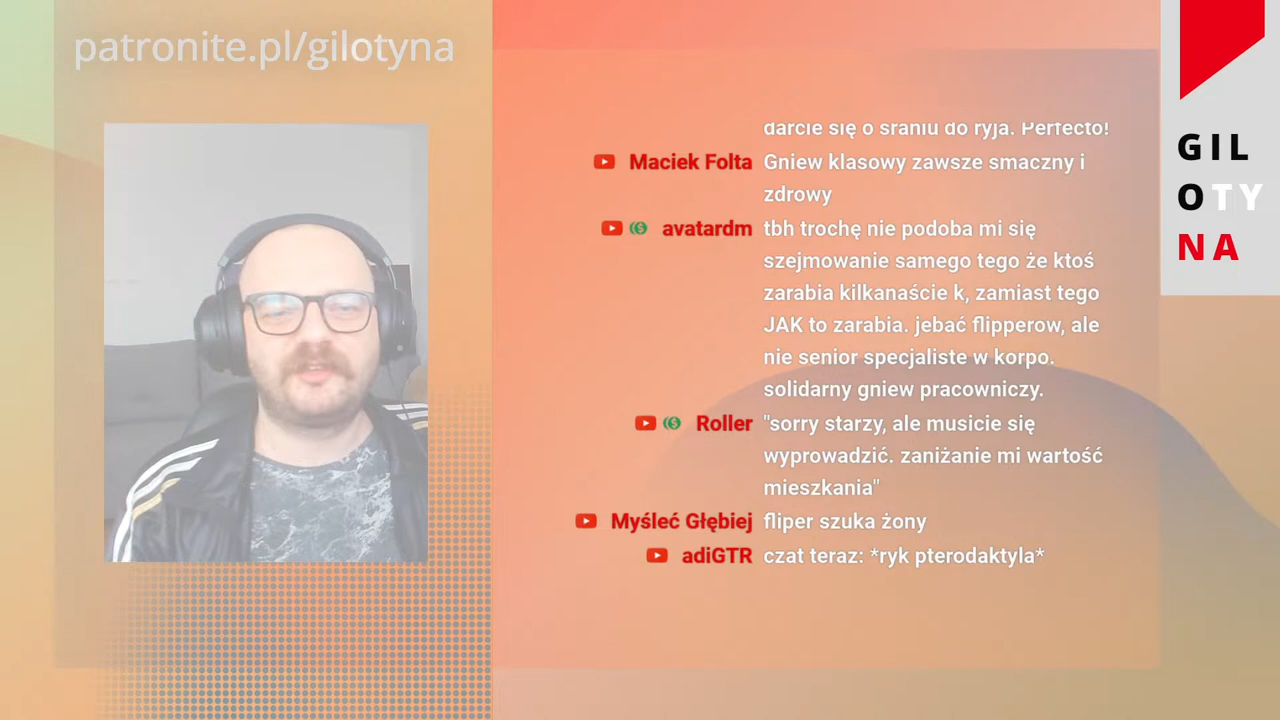 patronite.pl/gilotyna
darcie się o sraniu do ryja. Perfecto!
Maciek Folta Gniew klasowy zawsze smaczny i
zdrowy
avatardm tbh trochę nie podoba mi się
szejmowanie samego tego że ktoś
zarabia kilkanaście k, zamiast tego
JAK to zarabia. jebać flipperow, ale
nie senior specjaliste w korpo.
solidarny gniew pracowniczy.
Roller "sorry starzy, ale musicie się
wyprowadzić. zaniżanie mi wartość
mieszkania"
Myśleć Głębiej fliper szuka żony
adiGTR czat teraz: *ryk pterodaktyla*
GIL
OTY
NA